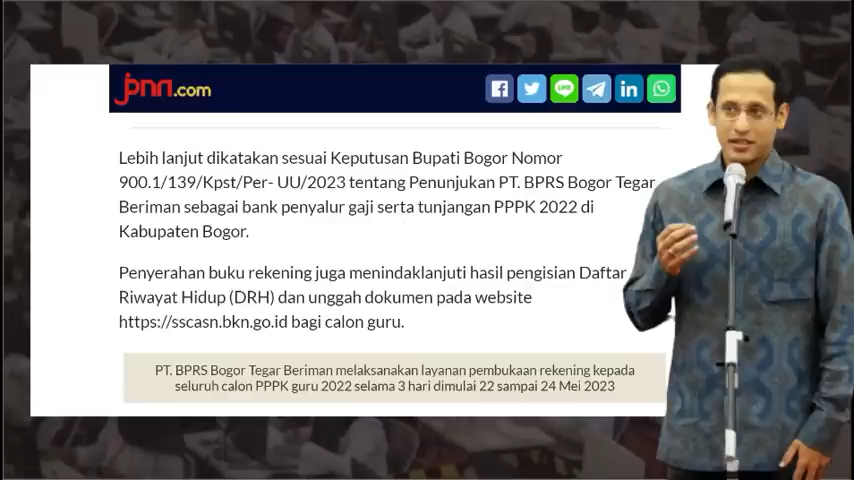 jpnn.com
LINE
Lebih lanjut dikatakan sesuai Keputusan Bupati Bogor Nomor
900.1/139/Kpst/Per- UU/2023 tentang Penunjukan PT. BPRS Bogor Tegar
Beriman sebagai bank penyalur gaji serta tunjangan PPPK 2022 di
Kabupaten Bogor.
Penyerahan buku rekening juga menindaklanjuti hasil pengisian Daftar
Riwayat Hidup (DRH) dan unggah dokumen pada website
https://sscasn.bkn.go.id bagi calon guru.
PT. BPRS Bogor Tegar Beriman melaksanakan layanan pembukaan rekening kepada
seluruh calon PPPK guru 2022 selama 3 hari dimulai 22 sampai 24 Mei 2023